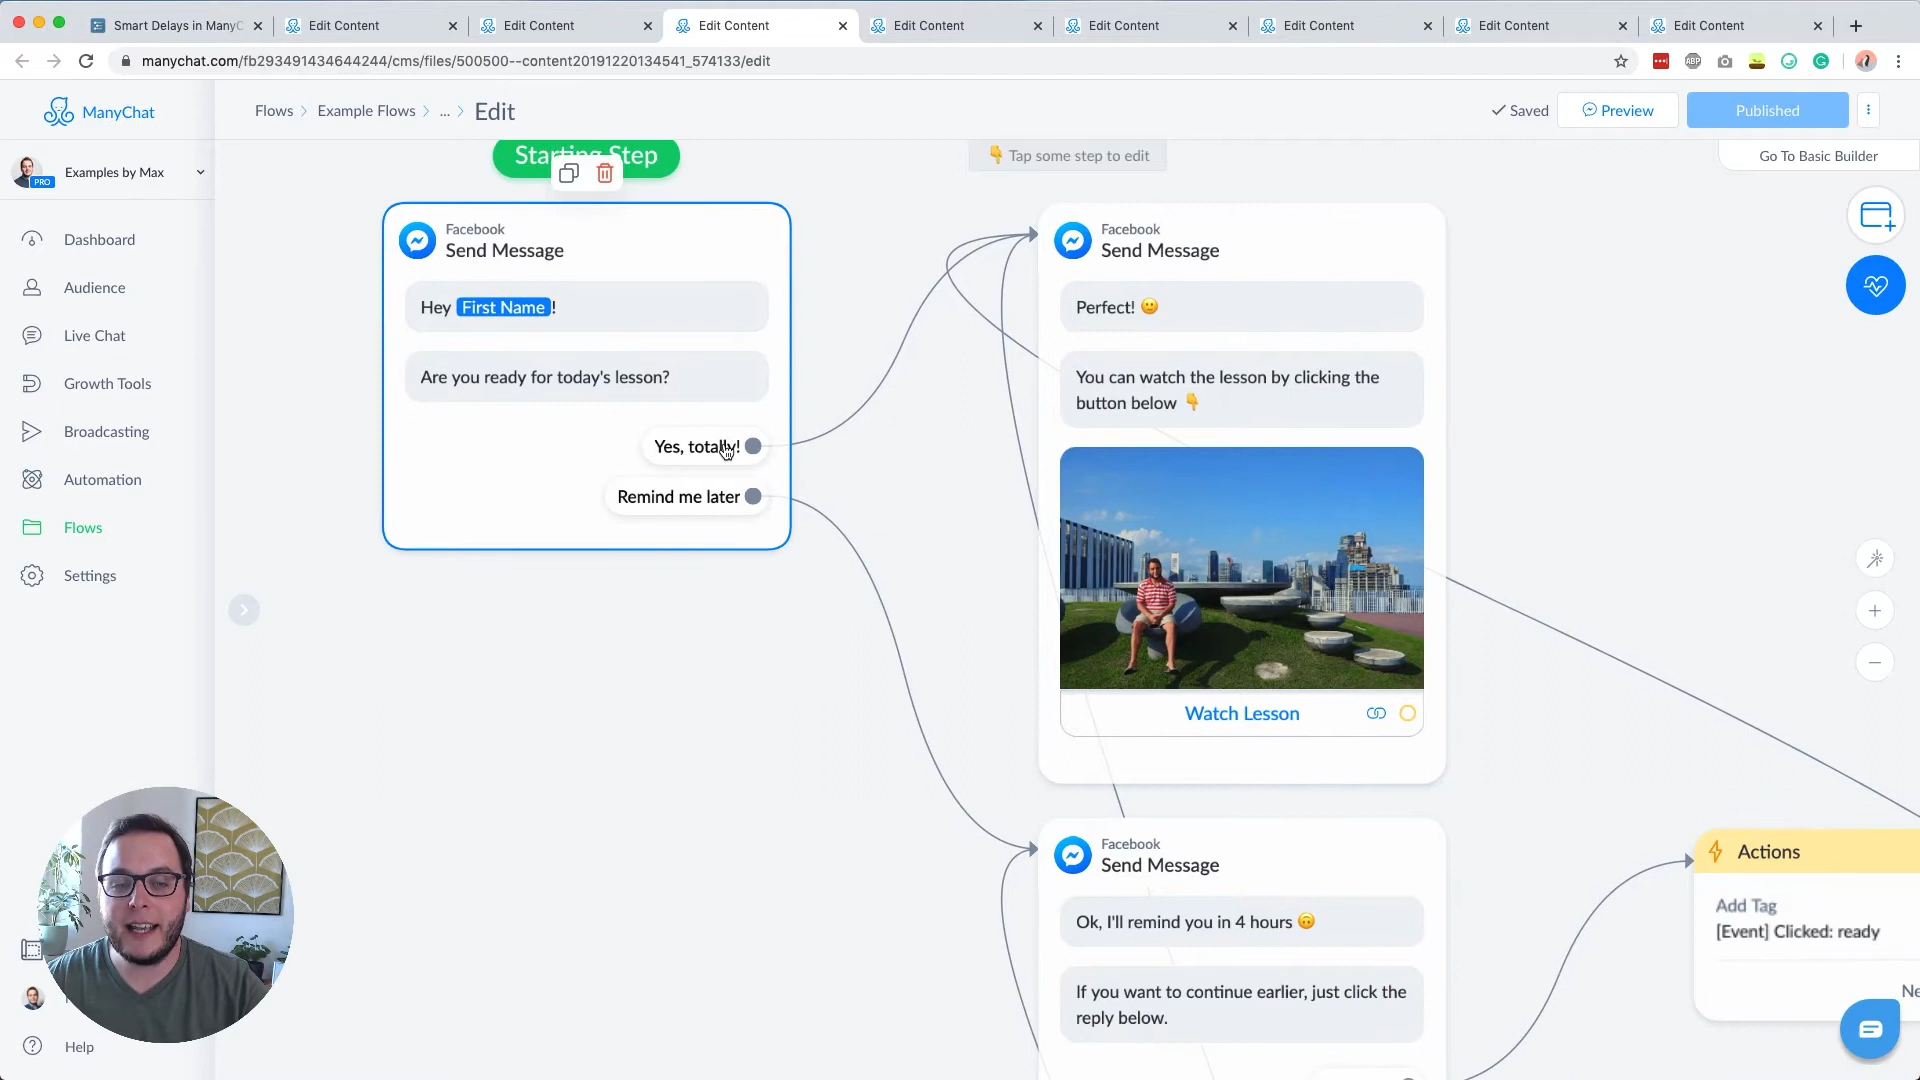 Smart Delays in ManyC
Edit Content
Edit Content
Edit Content
Edit Content
Edit Content
Edit Content
Edit Content
Edit Content
manychat.com/fb293491434644244/cms/files/500500--content20191220134541_574133/edit
ABP
ManyChat
Flows
Example Flows
...
Edit
Saved
Preview
Published
PRO
Examples by Max
Starting Step
Tap some step to edit
Go To Basic Builder
Dashboard
Audience
Live Chat
Growth Tools
Broadcasting
Automation
Flows
Settings
Help
Facebook
Send Message
Hey First Name !
Are you ready for today's lesson?
Yes, totally!
Remind me later
Facebook
Send Message
Perfect!
You can watch the lesson by clicking the
button below
Watch Lesson
Facebook
Send Message
Ok, I'll remind you in 4 hours
If you want to continue earlier, just click the
reply below.
Actions
Add Tag
[Event] Clicked: ready
Ne